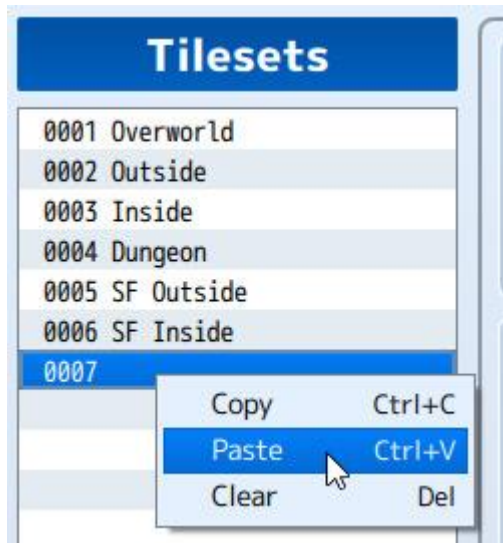 Tilesets
0001 Overworld
0002 Outside
0003 Inside
0004 Dungeon
0005 SF Outside
0006 SF Inside
0007
Copy Ctrl+C
Paste Ctrl+V
Clear Del